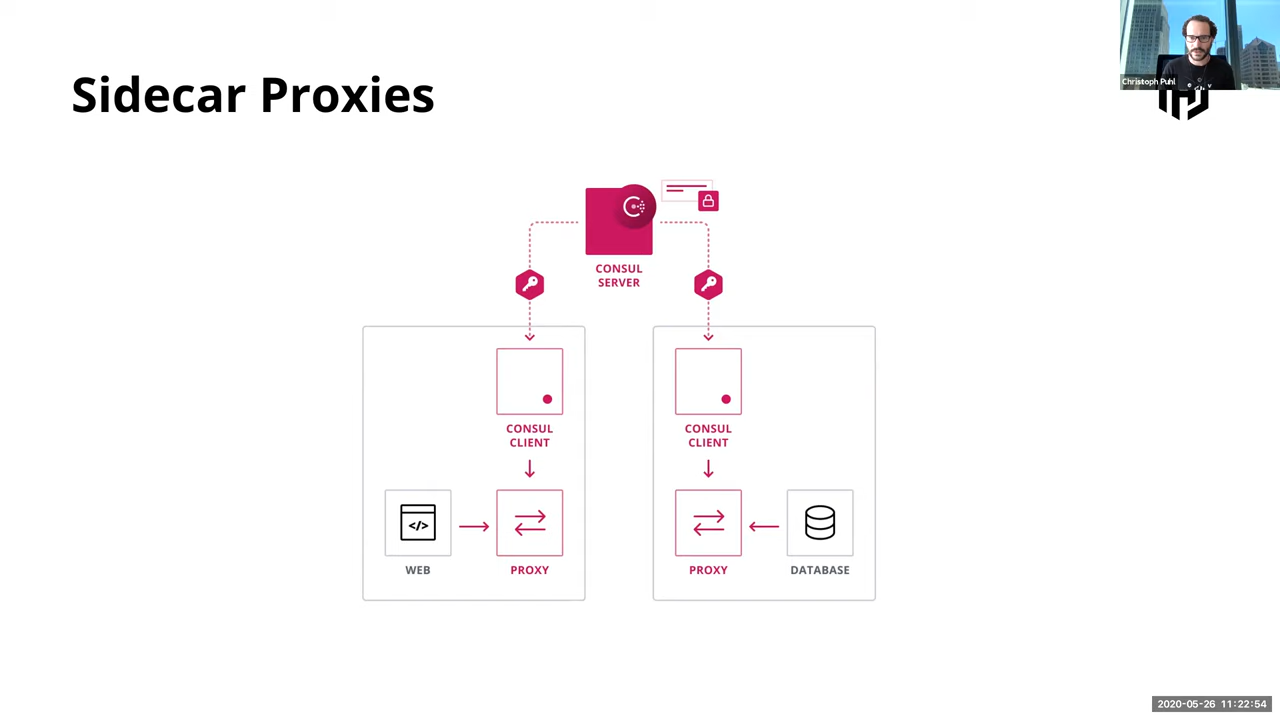 Sidecar Proxies
Christoph Puhl
CONSUL
SERVER
CONSUL
CLIENT
CONSUL
CLIENT
</>
WEB
PROXY
PROXY
DATABASE
2020-05-26 11:22:54